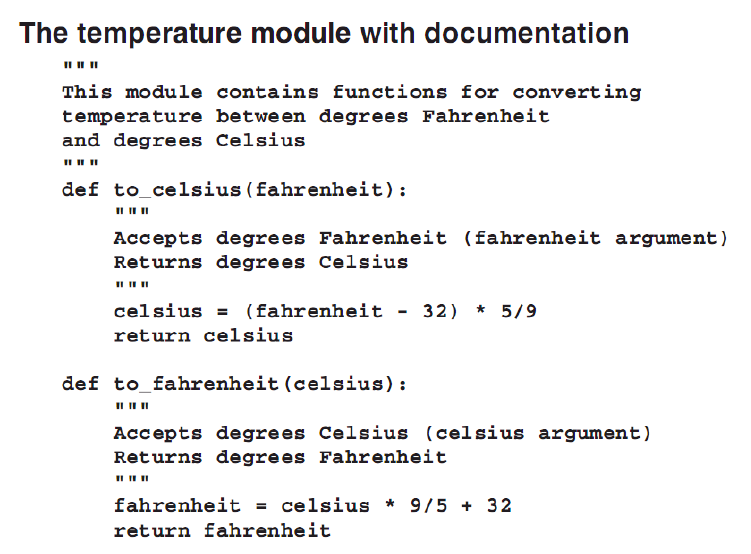 The temperature module with documentation
"""
This module contains functions for converting
temperature between degrees Fahrenheit
and degrees Celsius
"""
def to_celsius(fahrenheit):
    """
    Accepts degrees Fahrenheit (fahrenheit argument)
    Returns degrees Celsius
    """
    celsius = (fahrenheit - 32) * 5/9
    return celsius

def to_fahrenheit(celsius):
    """
    Accepts degrees Celsius (celsius argument)
    Returns degrees Fahrenheit
    """
    fahrenheit = celsius * 9/5 + 32
    return fahrenheit